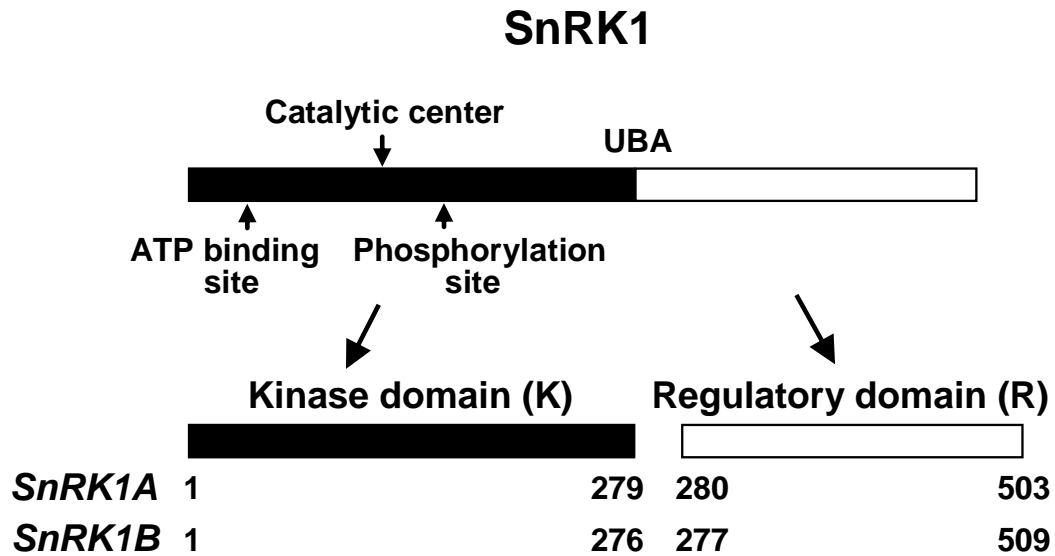 SnRK1
Catalytic center
UBA
ATP binding
site
Phosphorylation
site
Kinase domain (K)
Regulatory domain (R)
SnRK1A 1 279 280 503
SnRK1B 1 276 277 509